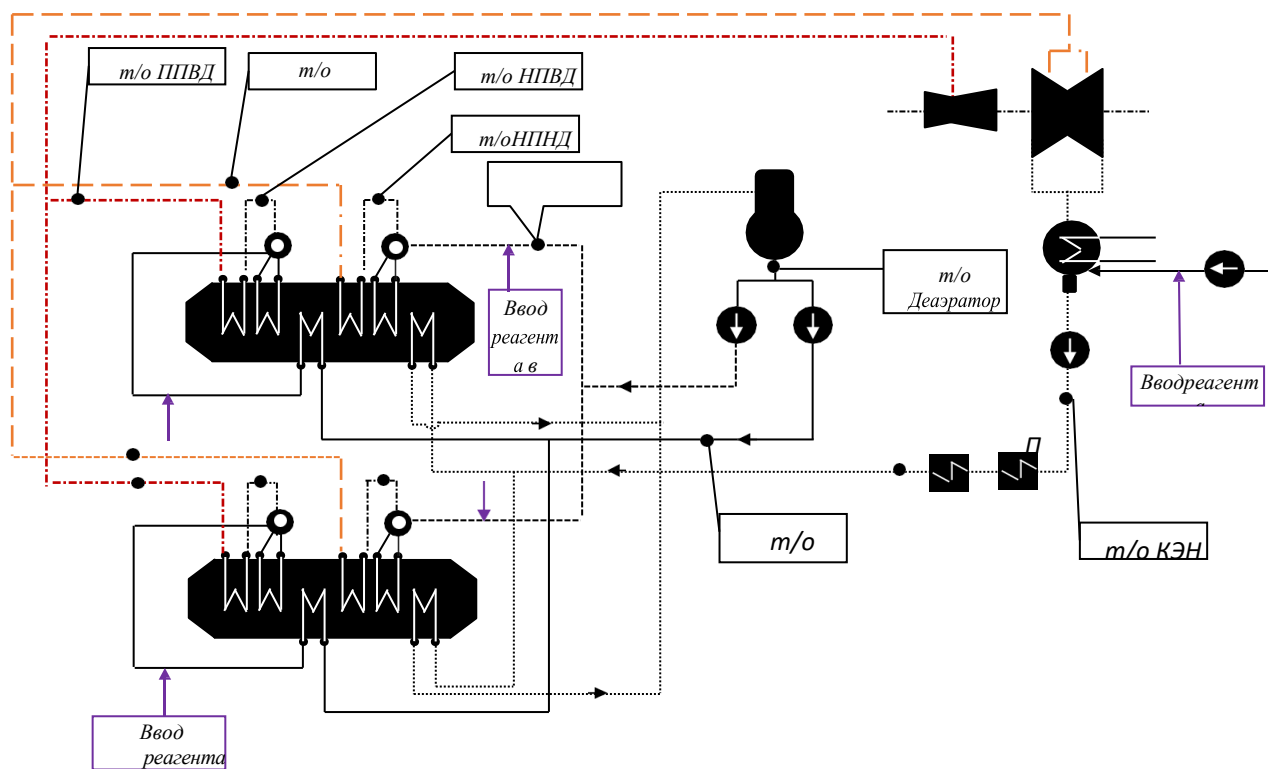 т/о ППВД
т/о
т/о НПВД
т/оНПНД
т/о
Деаэратор
Ввод
реагент
а в
Вводреагент
П
т/о
т/о КЭН
Ввод
реагента